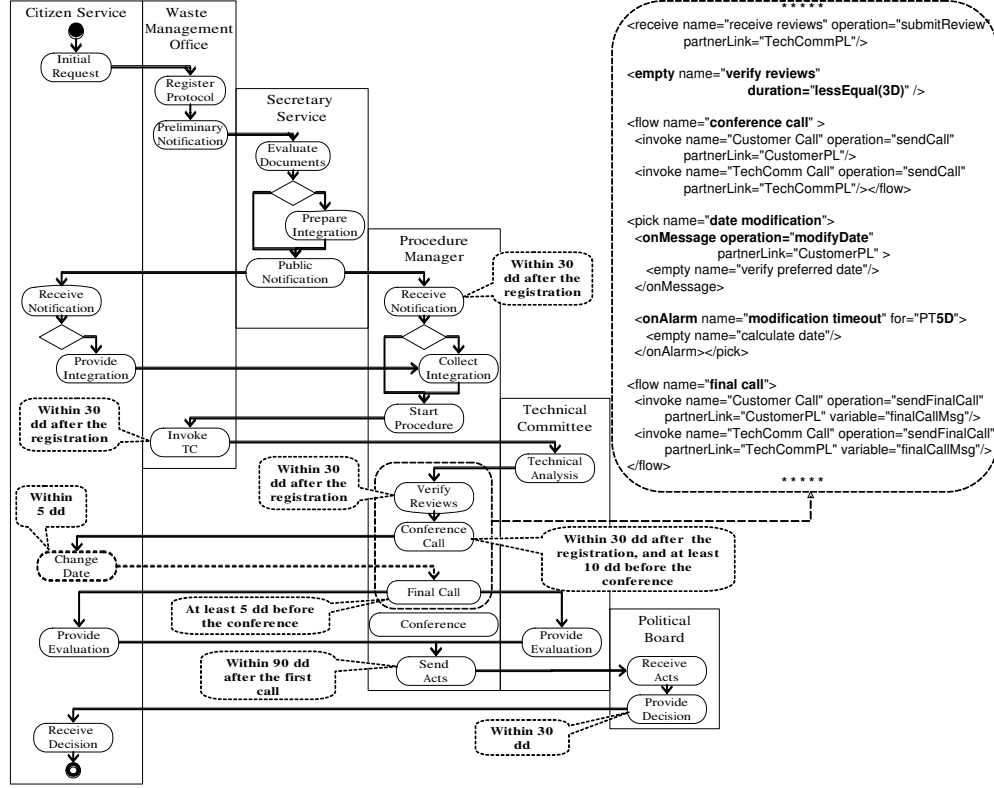 Citizen Service
Waste
Management
Office
Initial
Request
Register
Protocol
Preliminary
Notification
Secretary
Service
Evaluate
Documents
Prepare
Integration
Public
Notification
Procedure
Manager
Within 30
dd after the
registration
Receive
Notification
Receive
Notification
Provide
Integration
Collect
Integration
Start
Procedure
Within 30
dd after the
registration
Invoke
TC
Technical
Committee
Technical
Analysis
Within 30
dd after the
registration
Verify
Reviews
Within
5 dd
Conference
Call
Within 30 dd after the
registration, and at least
10 dd before the
conference
Change
Date
Final Call
At least 5 dd before
the conference
Conference
Provide
Evaluation
Provide
Evaluation
Political
Board
Within 90 dd
after the first
call
Send
Acts
Receive
Acts
Provide
Decision
Receive
Decision
Within 30
dd
* * * * *
<receive name="receive reviews" operation="submitReview"
partnerLink="TechCommPL"/>
<empty name="verify reviews"
duration="lessEqual(3D)" />
<flow name="conference call" >
<invoke name="Customer Call" operation="sendCall"
partnerLink="CustomerPL"/>
<invoke name="TechComm Call" operation="sendCall"
partnerLink="TechCommPL"/></flow>
<pick name="date modification">
<onMessage operation="modifyDate"
partnerLink="CustomerPL" >
<empty name="verify preferred date"/>
</onMessage>
<onAlarm name="modification timeout" for="PT5D">
<empty name="calculate date"/>
</onAlarm></pick>
<flow name="final call">
<invoke name="Customer Call" operation="sendFinalCall"
partnerLink="CustomerPL" variable="finalCallMsg"/>
<invoke name="TechComm Call" operation="sendFinalCall"
partnerLink="TechCommPL" variable="finalCallMsg"/>
</flow>
* * * * *